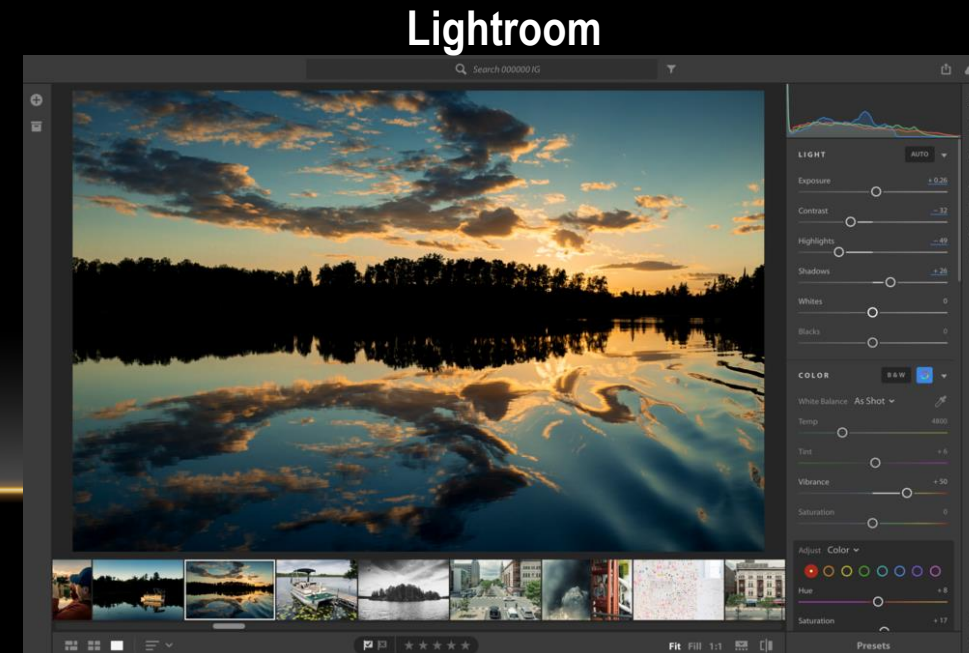 Lightroom
Search 000000 IG
LIGHT AUTO
Exposure + 0.26
Contrast - 32
Highlights - 49
Shadows + 26
Whites 0
Blacks 0
COLOR B & W
White Balance As Shot
Temp 4800
Tint + 6
Vibrance + 50
Saturation 0
Adjust Color
Hue + 8
Saturation + 17
Fit Fill 1:1
Presets